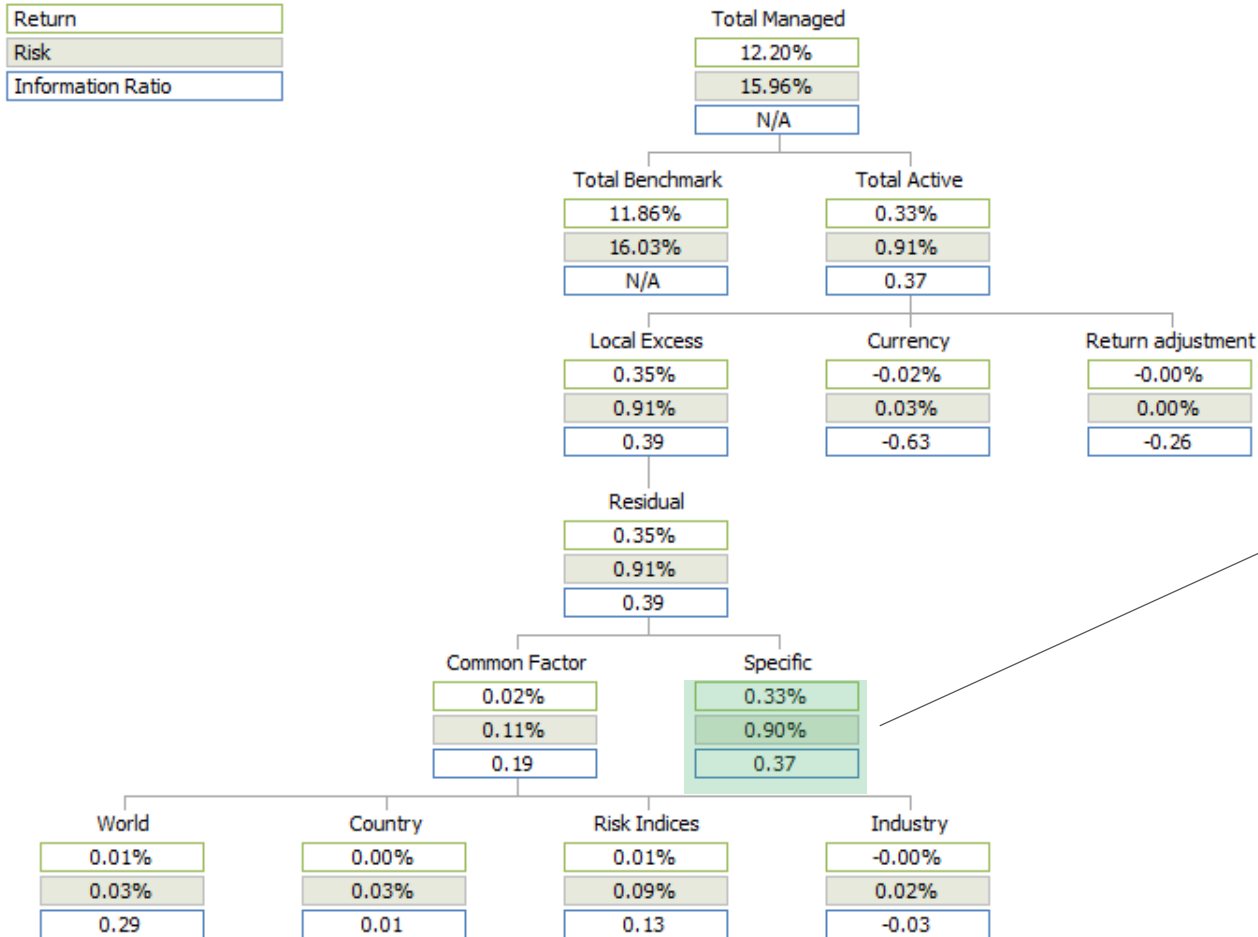 Return
Risk
Information Ratio
Total Managed
12.20%
15.96%
N/A
Total Benchmark
11.86%
16.03%
N/A
Total Active
0.33%
0.91%
0.37
Local Excess
0.35%
0.91%
0.39
Currency
-0.02%
0.03%
-0.63
Return adjustment
-0.00%
0.00%
-0.26
Residual
0.35%
0.91%
0.39
Common Factor
0.02%
0.11%
0.19
Specific
0.33%
0.90%
0.37
World
0.01%
0.03%
0.29
Country
0.00%
0.03%
0.01
Risk Indices
0.01%
0.09%
0.13
Industry
-0.00%
0.02%
-0.03